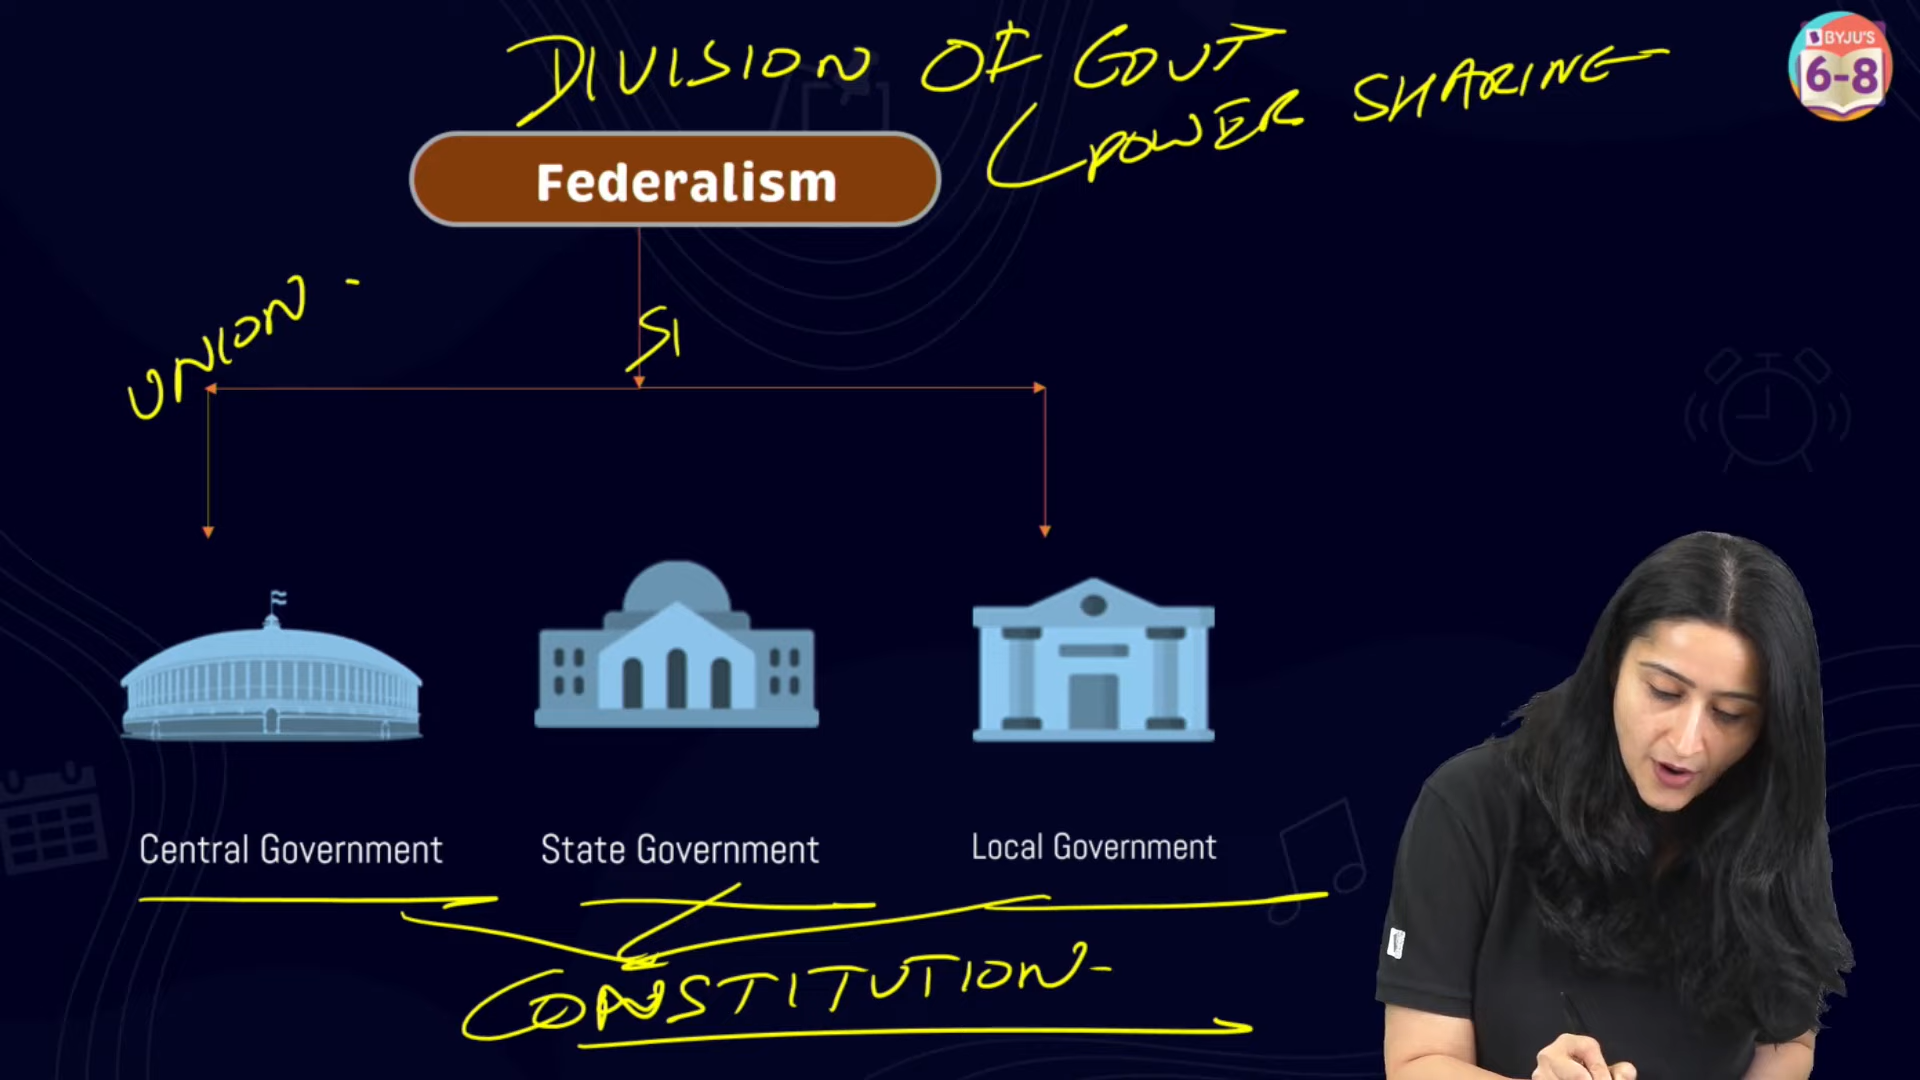 DIVISION OF GOVT
POWER SHARING
BYJU'S
6-8
Federalism
UNION
Central Government
State Government
Local Government
CONSTITUTION